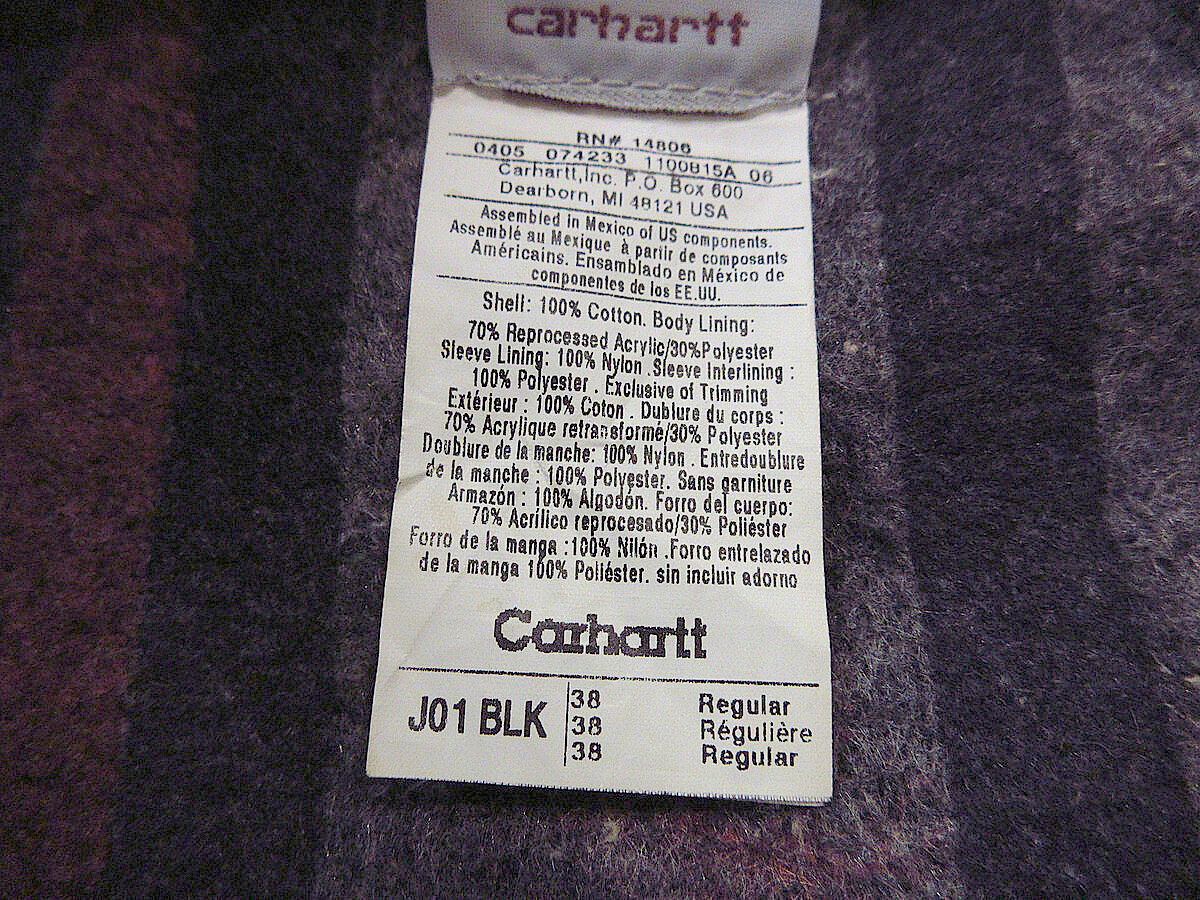 carhartt
RN# 14806
0405 074233 1100815A 06
Carhartt,Inc. P.O. Box 600
Dearborn, MI 48121 USA
Assembled in Mexico of US components.
Assemblé au Mexique à partir de composants
Américains. Ensamblado en México de
componentes de los EE.UU.
Shell: 100% Cotton. Body Lining:
70% Reprocessed Acrylic/30%Polyester
Sleeve Lining: 100% Nylon .Sleeve Interlining :
100% Polyester . Exclusive of Trimming
Extérieur : 100% Coton . Dublure du corps :
70% Acrylique retransformé/30% Polyester
Doublure de la manche: 100% Nylon . Entredoublure
de la manche : 100% Polyester. Sans garniture
Armazón : 100% Algodón. Forro del cuerpo:
70% Acrílico reprocesado/30% Poliéster
Forro de la manga :100% Nilón .Forro entrelazado
de la manga 100% Poliéster. sin incluir adorno
Carhartt
J01 BLK
38 Regular
38 Régulière
38 Regular